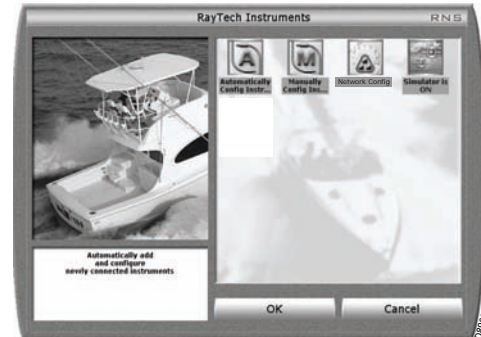 RayTech Instruments
RNS
Automatically
Config Instr...
Manually
Config Ins...
Network Config
Simulator is
ON
Automatically add
and configure
newly connected instruments
OK
Cancel